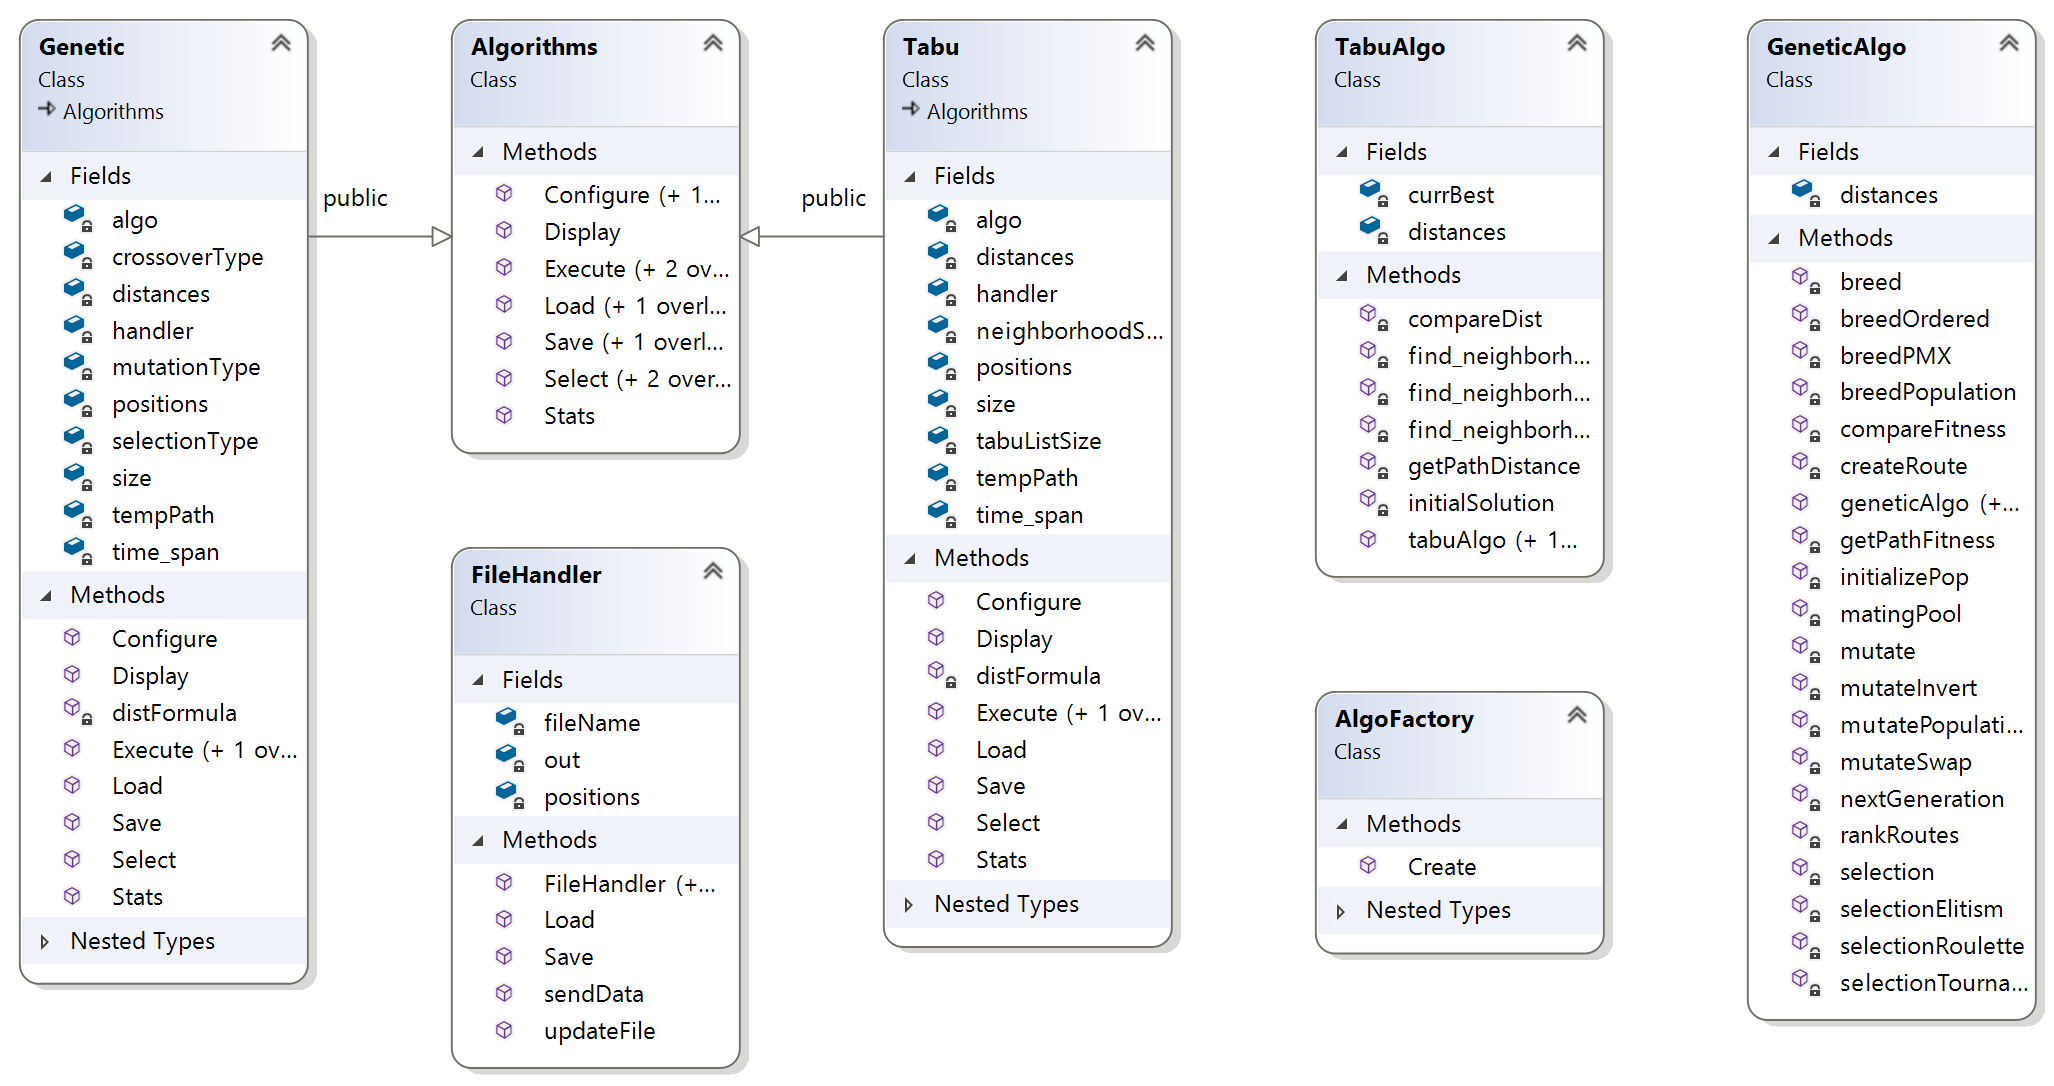 Genetic
Class
Algorithms
Fields
algo
crossoverType
distances
handler
mutationType
positions
selectionType
size
tempPath
time_span
Methods
Configure
Display
distFormula
Execute (+ 1 ov...
Load
Save
Select
Stats
Nested Types
public
Algorithms
Class
Methods
Configure (+ 1...
Display
Execute (+ 2 ov...
Load (+ 1 overl...
Save (+ 1 overl...
Select (+ 2 over...
Stats
FileHandler
Class
Fields
fileName
out
positions
Methods
FileHandler (+...
Load
Save
sendData
updateFile
public
Tabu
Class
Algorithms
Fields
algo
distances
handler
neighborhoodS...
positions
size
tabuListSize
tempPath
time_span
Methods
Configure
Display
distFormula
Execute (+ 1 ov...
Load
Save
Select
Stats
Nested Types
TabuAlgo
Class
Fields
currBest
distances
Methods
compareDist
find_neighborh...
find_neighborh...
find_neighborh...
getPathDistance
initialSolution
tabuAlgo (+ 1...
AlgoFactory
Class
Methods
Create
Nested Types
GeneticAlgo
Class
Fields
distances
Methods
breed
breedOrdered
breedPMX
breedPopulation
compareFitness
createRoute
geneticAlgo (+...
getPathFitness
initializePop
matingPool
mutate
mutateInvert
mutatePopulati...
mutateSwap
nextGeneration
rankRoutes
selection
selectionElitism
selectionRoulette
selectionTourna...